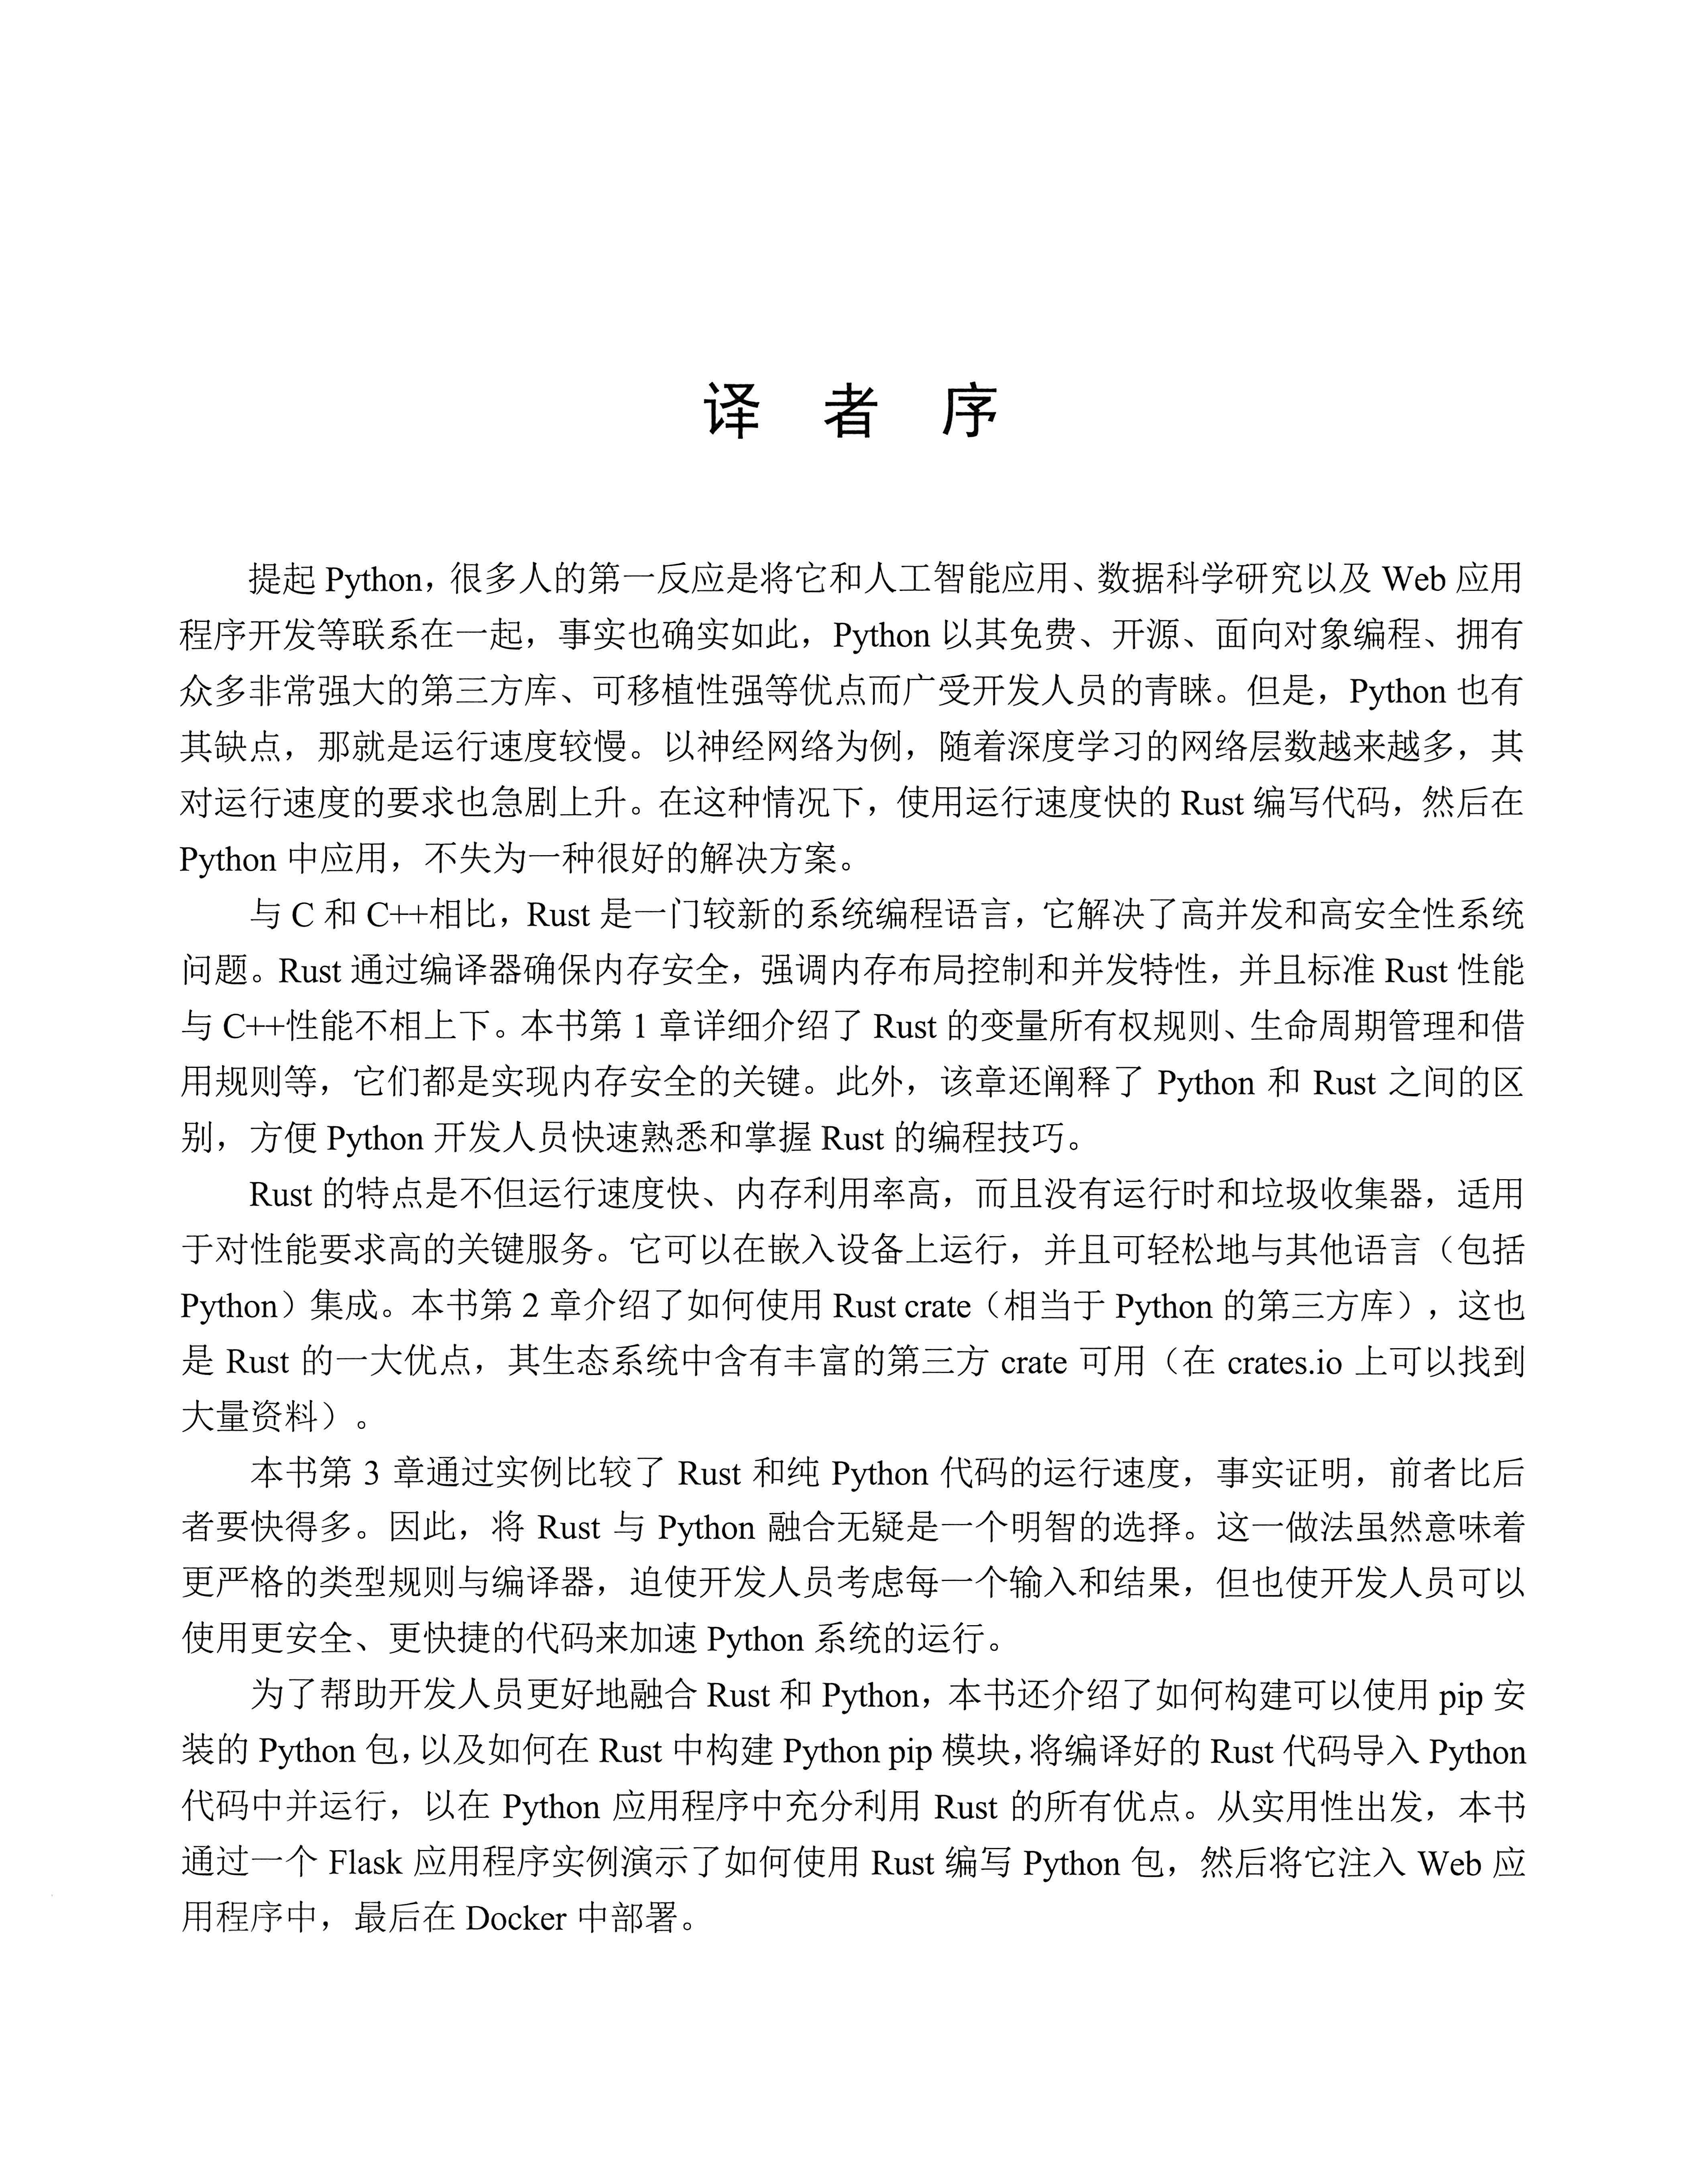 译 者 序
提起 Python，很多人的第一反应是将它和人工智能应用、数据科学研究以及 Web 应用
程序开发等联系在一起，事实也确实如此，Python 以其免费、开源、面向对象编程、拥有
众多非常强大的第三方库、可移植性强等优点而广受开发人员的青睐。但是，Python 也有
其缺点，那就是运行速度较慢。以神经网络为例，随着深度学习的网络层数越来越多，其
对运行速度的要求也急剧上升。在这种情况下，使用运行速度快的 Rust 编写代码，然后在
Python 中应用，不失为一种很好的解决方案。
与 C 和 C++相比，Rust 是一门较新的系统编程语言，它解决了高并发和高安全性系统
问题。Rust 通过编译器确保内存安全，强调内存布局控制和并发特性，并且标准 Rust 性能
与 C++性能不相上下。本书第 1 章详细介绍了 Rust 的变量所有权规则、生命周期管理和借
用规则等，它们都是实现内存安全的关键。此外，该章还阐释了 Python 和 Rust 之间的区
别，方便 Python 开发人员快速熟悉和掌握 Rust 的编程技巧。
Rust 的特点是不但运行速度快、内存利用率高，而且没有运行时和垃圾收集器，适用
于对性能要求高的关键服务。它可以在嵌入设备上运行，并且可轻松地与其他语言（包括
Python）集成。本书第 2 章介绍了如何使用 Rust crate（相当于 Python 的第三方库），这也
是 Rust 的一大优点，其生态系统中含有丰富的第三方 crate 可用（在 crates.io 上可以找到
大量资料）。
本书第 3 章通过实例比较了 Rust 和纯 Python 代码的运行速度，事实证明，前者比后
者要快得多。因此，将 Rust 与 Python 融合无疑是一个明智的选择。这一做法虽然意味着
更严格的类型规则与编译器，迫使开发人员考虑每一个输入和结果，但也使开发人员可以
使用更安全、更快捷的代码来加速 Python 系统的运行。
为了帮助开发人员更好地融合 Rust 和 Python，本书还介绍了如何构建可以使用 pip 安
装的 Python 包，以及如何在 Rust 中构建 Python pip 模块，将编译好的 Rust 代码导入 Python
代码中并运行，以在 Python 应用程序中充分利用 Rust 的所有优点。从实用性出发，本书
通过一个 Flask 应用程序实例演示了如何使用 Rust 编写 Python 包，然后将它注入 Web 应
用程序中，最后在 Docker 中部署。